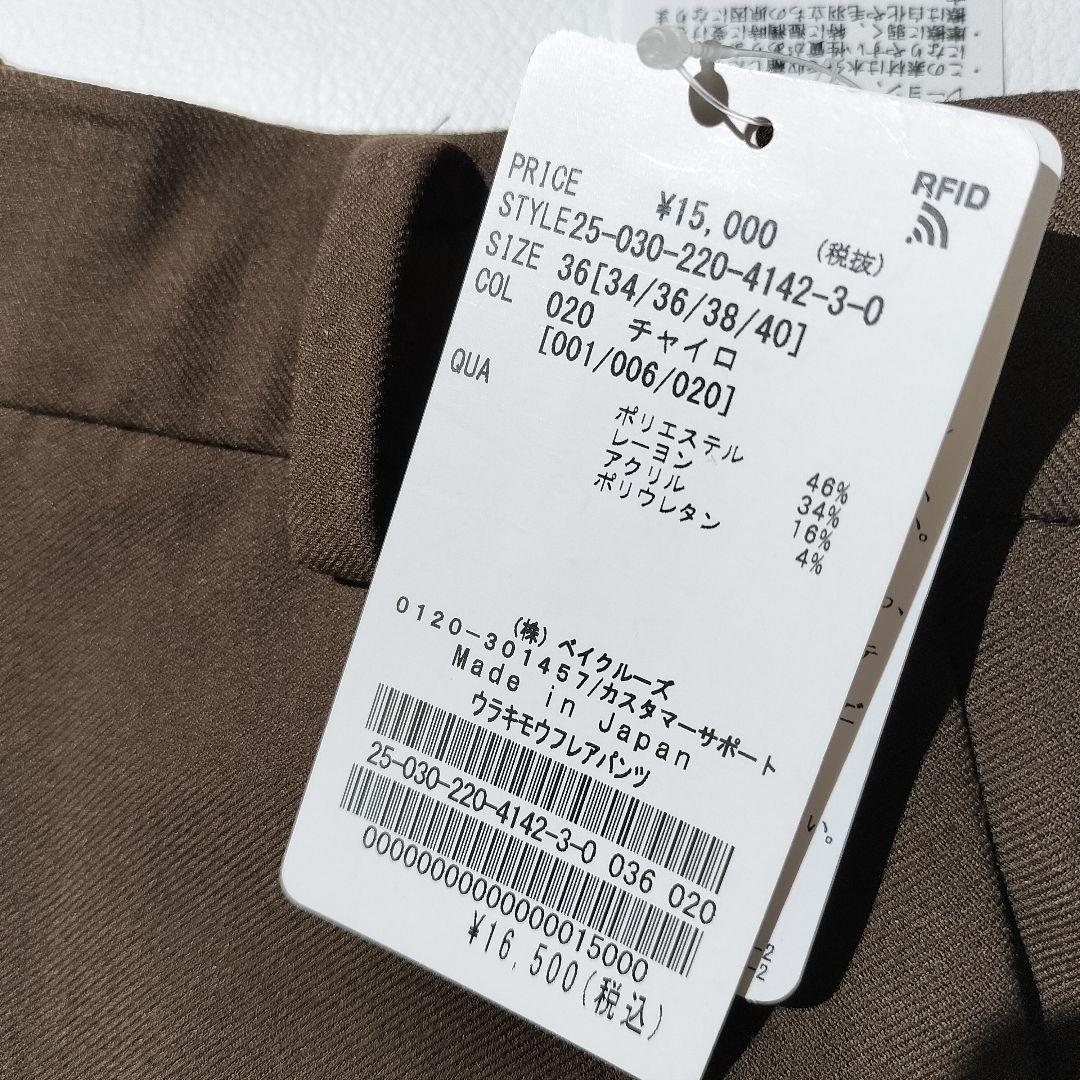 RFID
PRICE ¥15,000 (税抜)
STYLE25-030-220-4142-3-0
SIZE 36[34/36/38/40]
COL 020 チャイロ
[001/006/020]
QUA
ポリエステル 46%
レーヨン 34%
アクリル 16%
ポリウレタン 4%
(株)ベイクルーズ
0120-301457/カスタマーサポート
Made in Japan
ウラキモウフレアパンツ
25-030-220-4142-3-0 036 020
000000000000000015000
¥16,500(税込)